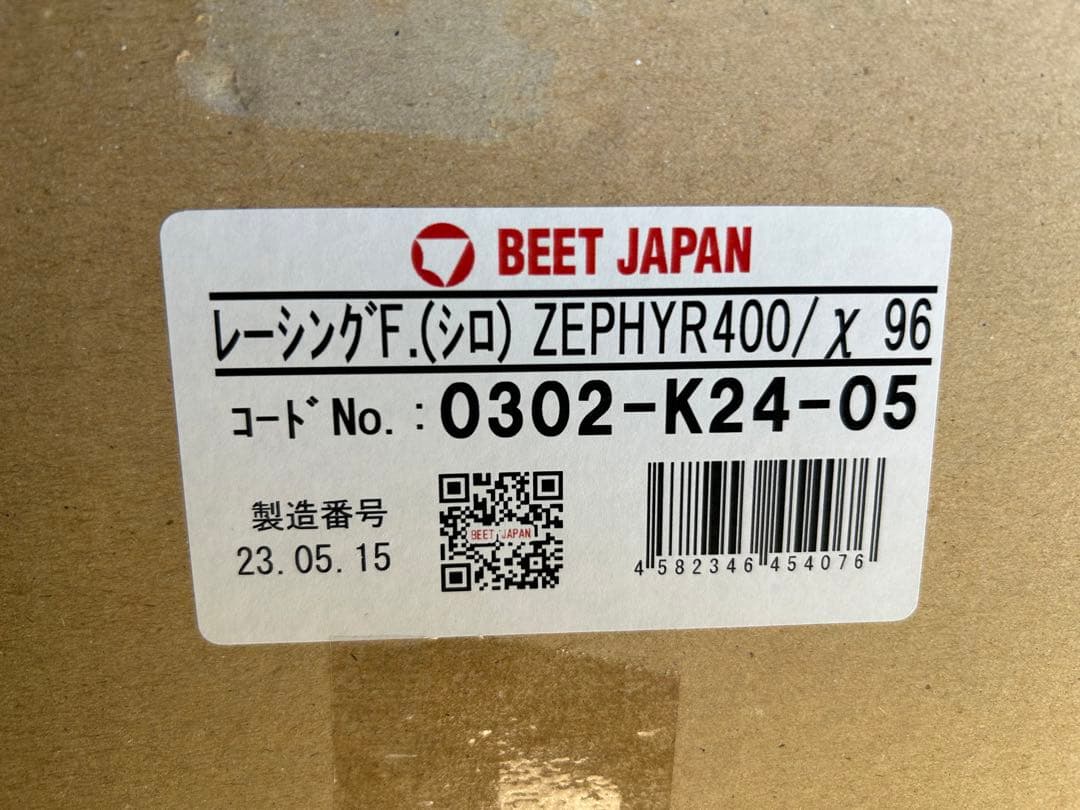 BEET JAPAN
ﾚｰｼﾝｸﾞF.(ｼﾛ) ZEPHYR400/χ 96
ｺｰﾄﾞNo.:0302-K24-05
製造番号
23.05.15
BEET JAPAN
4582346454076